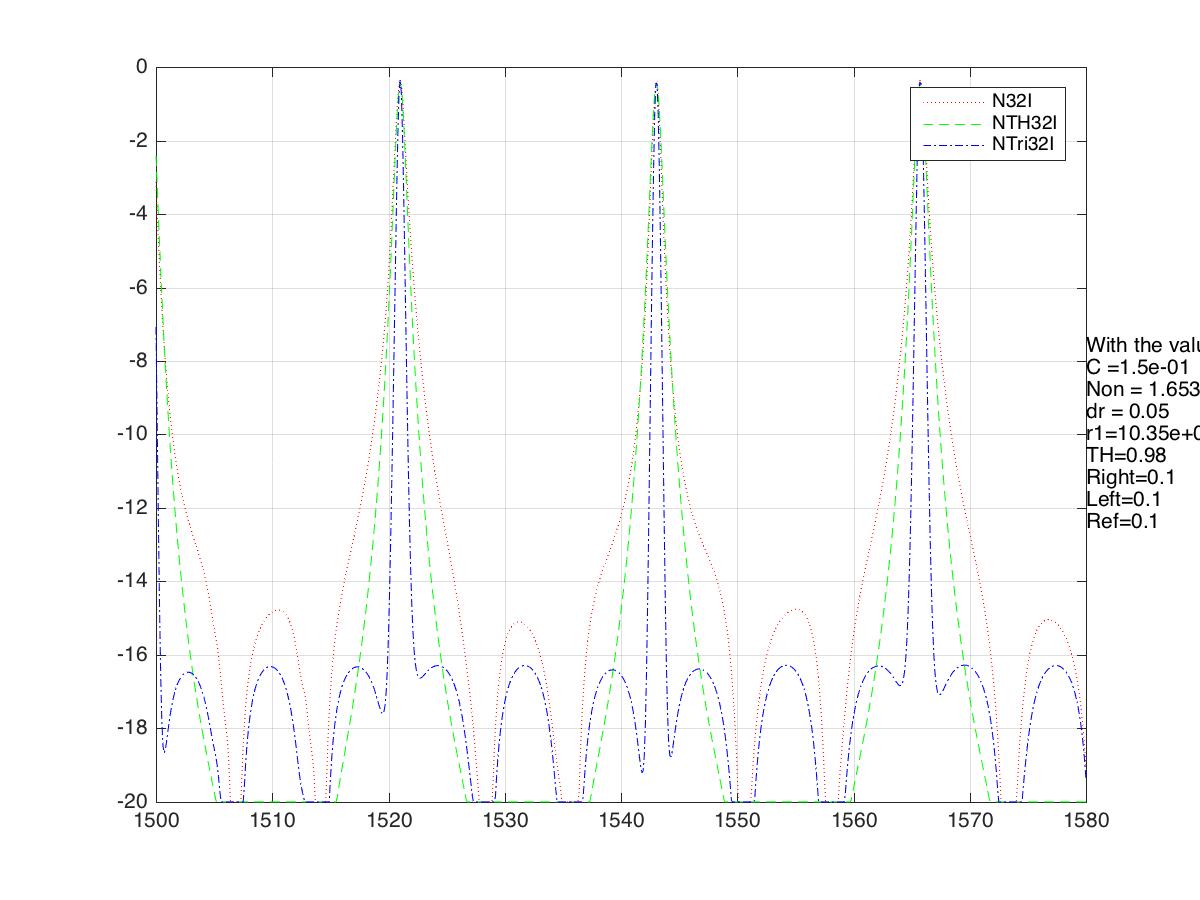 0
-2
-4
-6
-8
-10
-12
-14
-16
-18
-20
1500 1510 1520 1530 1540 1550 1560 1570 1580
N32I
NTH32I
NTri32I
With the
C =1.5e-01
Non = 1.653
dr = 0.05
r1=10.35e+0
TH=0.98
Right=0.1
Left=0.1
Ref=0.1